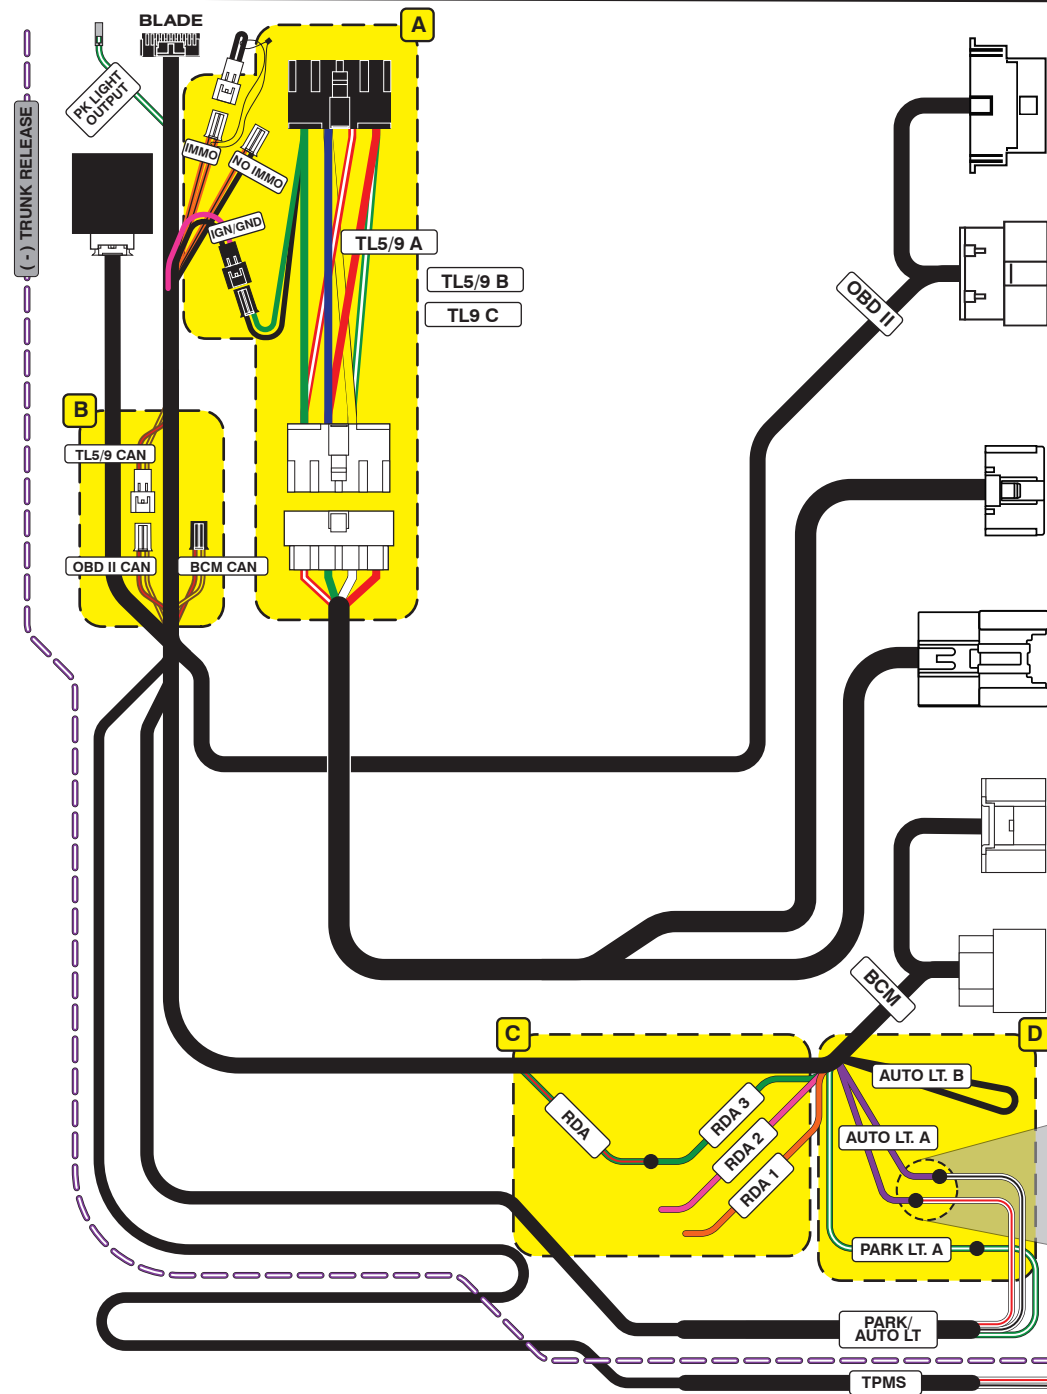 BLADE
A
PK LIGHT
OUTPUT
(-) TRUNK RELEASE
IMMO
NO IMMO
IGN/GND
TL5/9 A
TL5/9 B
TL9 C
OBD II
B
TL5/9 CAN
OBD II CAN
BCM CAN
BCM
C
D
RDA
RDA 3
RDA 2
RDA 1
AUTO LT. B
AUTO LT. A
PARK LT. A
PARK/
AUTO LT
TPMS